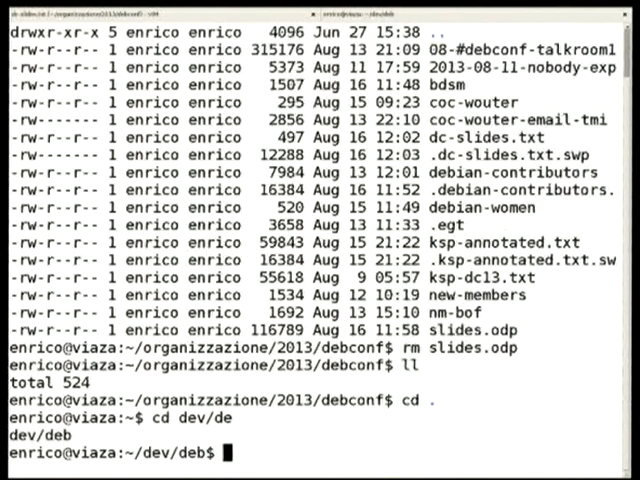 drwxr-xr-x 5 enrico enrico 4096 Jun 27 15:38 ..
-rw-r--r-- 1 enrico enrico 315176 Aug 13 21:09 08-#debconf-talkroom1
-rw-r--r-- 1 enrico enrico 5373 Aug 11 17:59 2013-08-11-nobody-exp
-rw-r--r-- 1 enrico enrico 1507 Aug 16 11:48 bdsm
-rw-r--r-- 1 enrico enrico 295 Aug 15 09:23 coc-wouter
-rw-r--r-- 1 enrico enrico 2856 Aug 13 22:10 coc-wouter-email-tmi
-rw-r--r-- 1 enrico enrico 497 Aug 16 12:02 dc-slides.txt
-rw------- 1 enrico enrico 12288 Aug 16 12:03 .dc-slides.txt.swp
-rw-r--r-- 1 enrico enrico 7984 Aug 13 12:01 debian-contributors
-rw-r--r-- 1 enrico enrico 16384 Aug 16 11:52 .debian-contributors.
-rw-r--r-- 1 enrico enrico 520 Aug 15 11:49 debian-women
-rw-r--r-- 1 enrico enrico 3658 Aug 13 11:33 .egt
-rw-r--r-- 1 enrico enrico 59843 Aug 15 21:22 ksp-annotated.txt
-rw-r--r-- 1 enrico enrico 16384 Aug 15 21:22 .ksp-annotated.txt.sw
-rw-r--r-- 1 enrico enrico 55618 Aug 9 05:57 ksp-dc13.txt
-rw-r--r-- 1 enrico enrico 1534 Aug 12 10:19 new-members
-rw-r--r-- 1 enrico enrico 1692 Aug 13 15:10 nm-bof
-rw-r--r-- 1 enrico enrico 116789 Aug 16 11:58 slides.odp
enrico@viaza:~/organizzazione/2013/debconf$ rm slides.odp
enrico@viaza:~/organizzazione/2013/debconf$ ll
total 524
enrico@viaza:~/organizzazione/2013/debconf$ cd .
enrico@viaza:~$ cd dev/de
dev/deb
enrico@viaza:~/dev/deb$